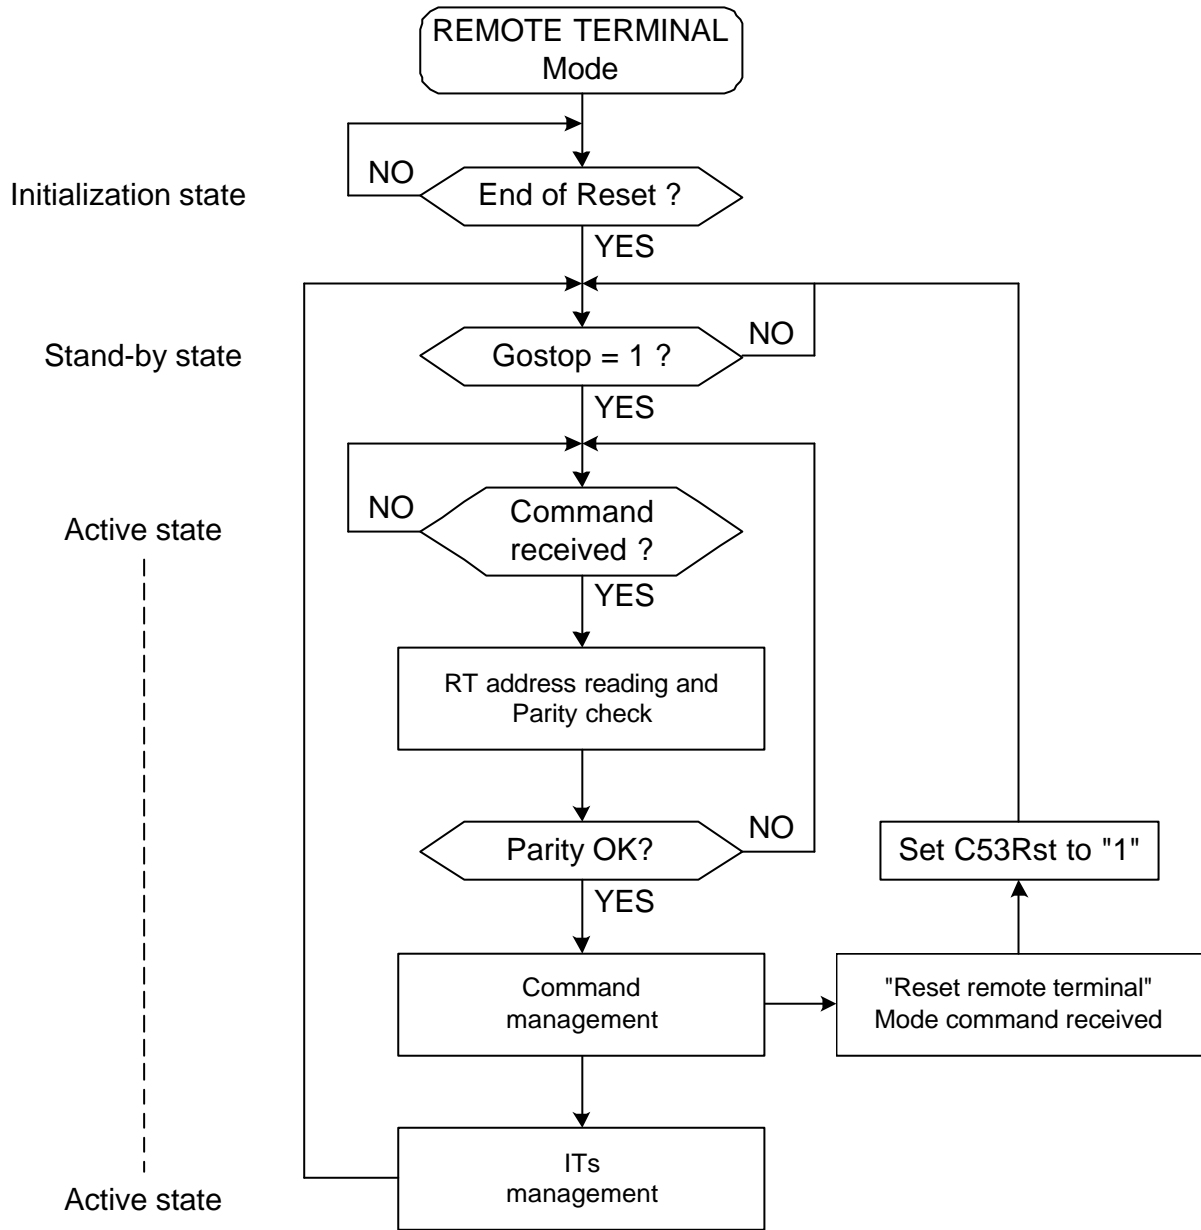 REMOTE TERMINAL
Mode
NO
Initialization state
End of Reset ?
YES
Stand-by state
Gostop = 1 ?
NO
YES
Active state
NO
Command
received ?
YES
RT address reading and
Parity check
Parity OK?
NO
Set C53Rst to "1"
YES
Command
management
"Reset remote terminal"
Mode command received
ITs
management
Active state